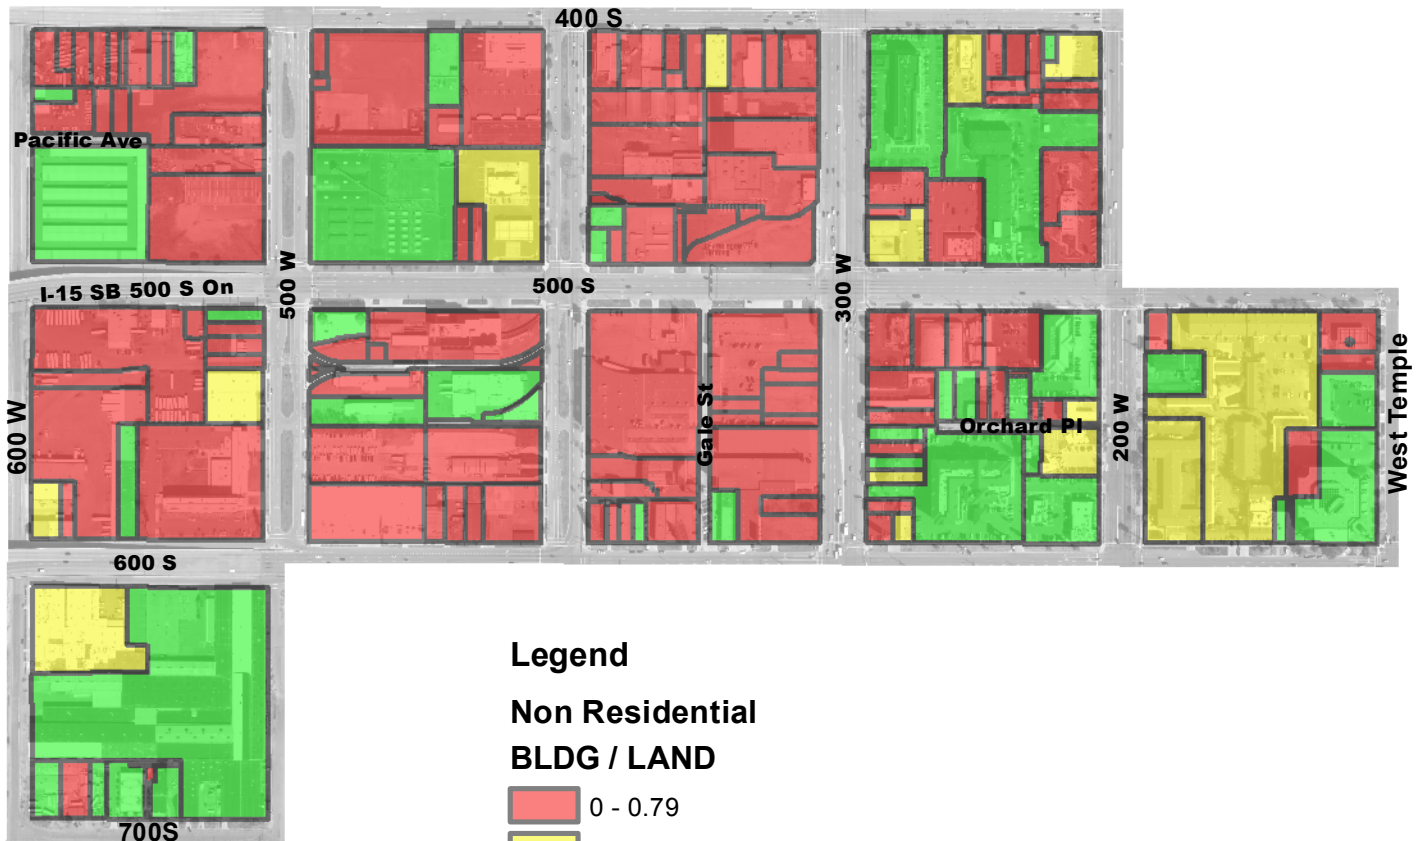 400 S
Pacific Ave
I-15 SB 500 S On
500 W
500 S
300 W
600 W
Gale St
Orchard Pl
200 W
West Temple
600 S
700S
Legend
Non Residential
BLDG / LAND
0 - 0.79